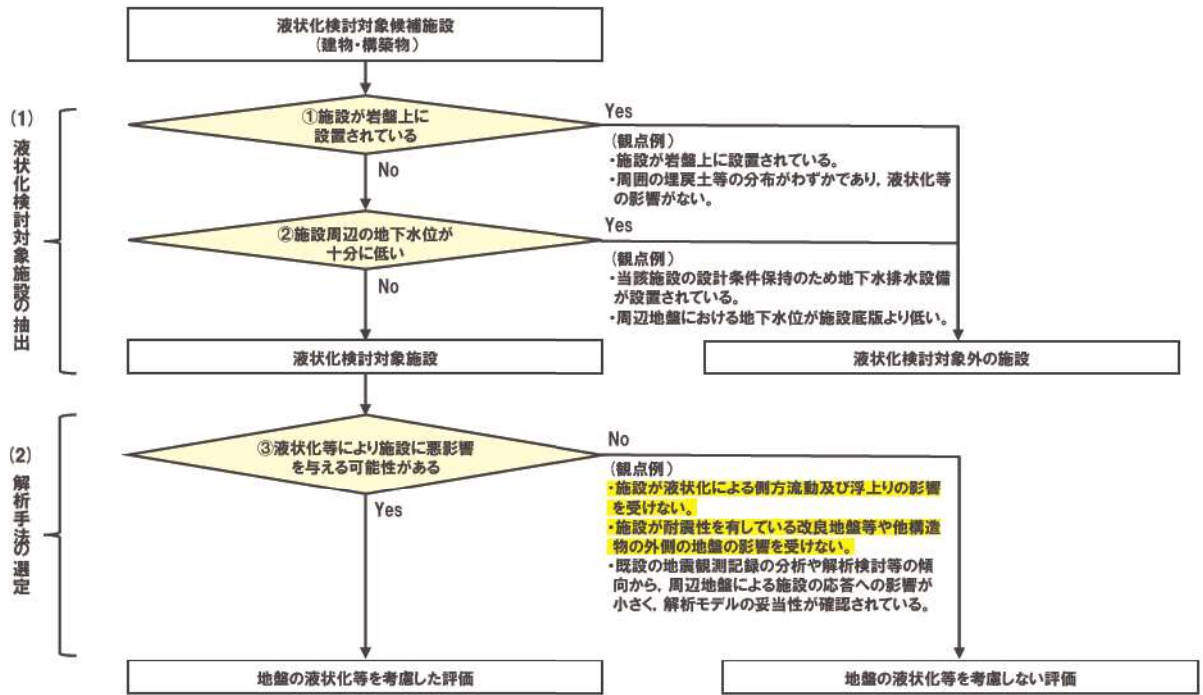 液状化検討対象候補施設
(建物・構築物)
(1)
液状化検討対象施設の抽出
①施設が岩盤上に
設置されている
Yes
(観点例)
・施設が岩盤上に設置されている。
・周囲の埋戻土等の分布がわずかであり，液状化等
の影響がない。
No
②施設周辺の地下水位が
十分に低い
Yes
(観点例)
・当該施設の設計条件保持のため地下水排水設備
が設置されている。
・周辺地盤における地下水位が施設底版より低い。
No
液状化検討対象施設
液状化検討対象外の施設
(2)
解析手法の選定
③液状化等により施設に悪影響
を与える可能性がある
No
(観点例)
・施設が液状化による側方流動及び浮上りの影響
を受けない。
・施設が耐震性を有している改良地盤等や他構造
物の外側の地盤の影響を受けない。
・既設の地震観測記録の分析や解析検討等の傾
向から，周辺地盤による施設の応答への影響が
小さく，解析モデルの妥当性が確認されている。
Yes
地盤の液状化等を考慮した評価
地盤の液状化等を考慮しない評価